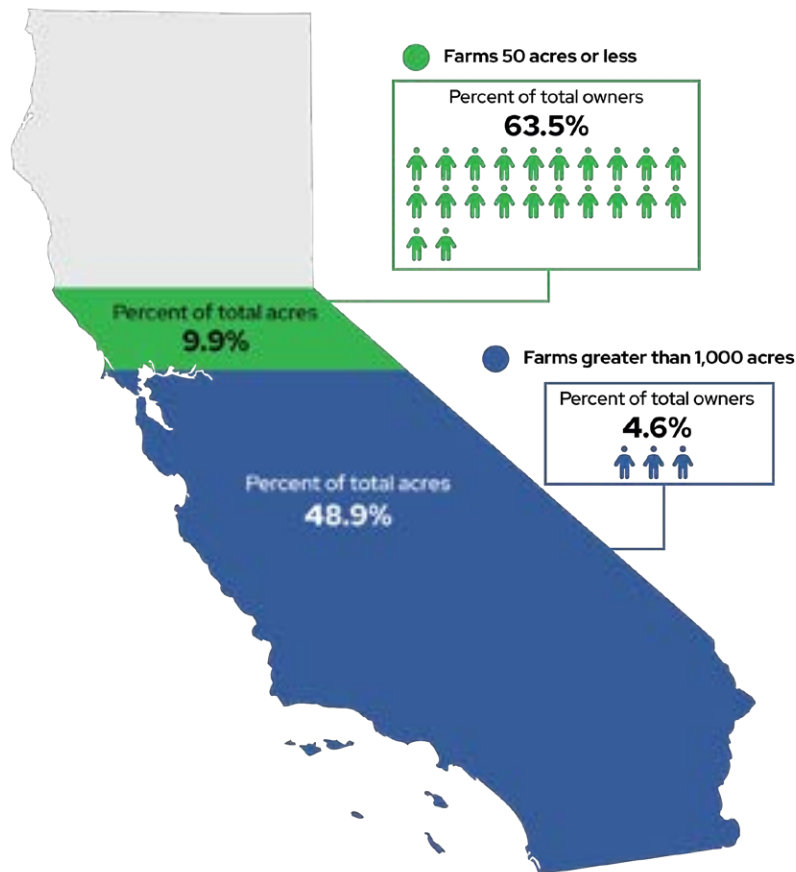 Farms 50 acres or less
Percent of total owners
63.5%
Percent of total acres
9.9%
Farms greater than 1,000 acres
Percent of total owners
4.6%
Percent of total acres
48.9%